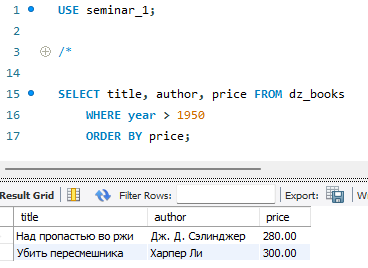 1 USE seminar_1;
2
3 /*
14
15 SELECT title, author, price FROM dz_books
16 WHERE year > 1950
17 ORDER BY price;
Result Grid Filter Rows:
title author price
Над пропастью во ржи Дж. Д. Сэлинджер 280.00
Убить пересмешника Харпер Ли 300.00